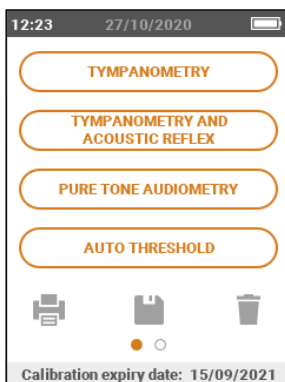 12:23 27/10/2020
TYMPANOMETRY
TYMPANOMETRY AND
ACOUSTIC REFLEX
PURE TONE AUDIOMETRY
AUTO THRESHOLD
Calibration expiry date: 15/09/2021